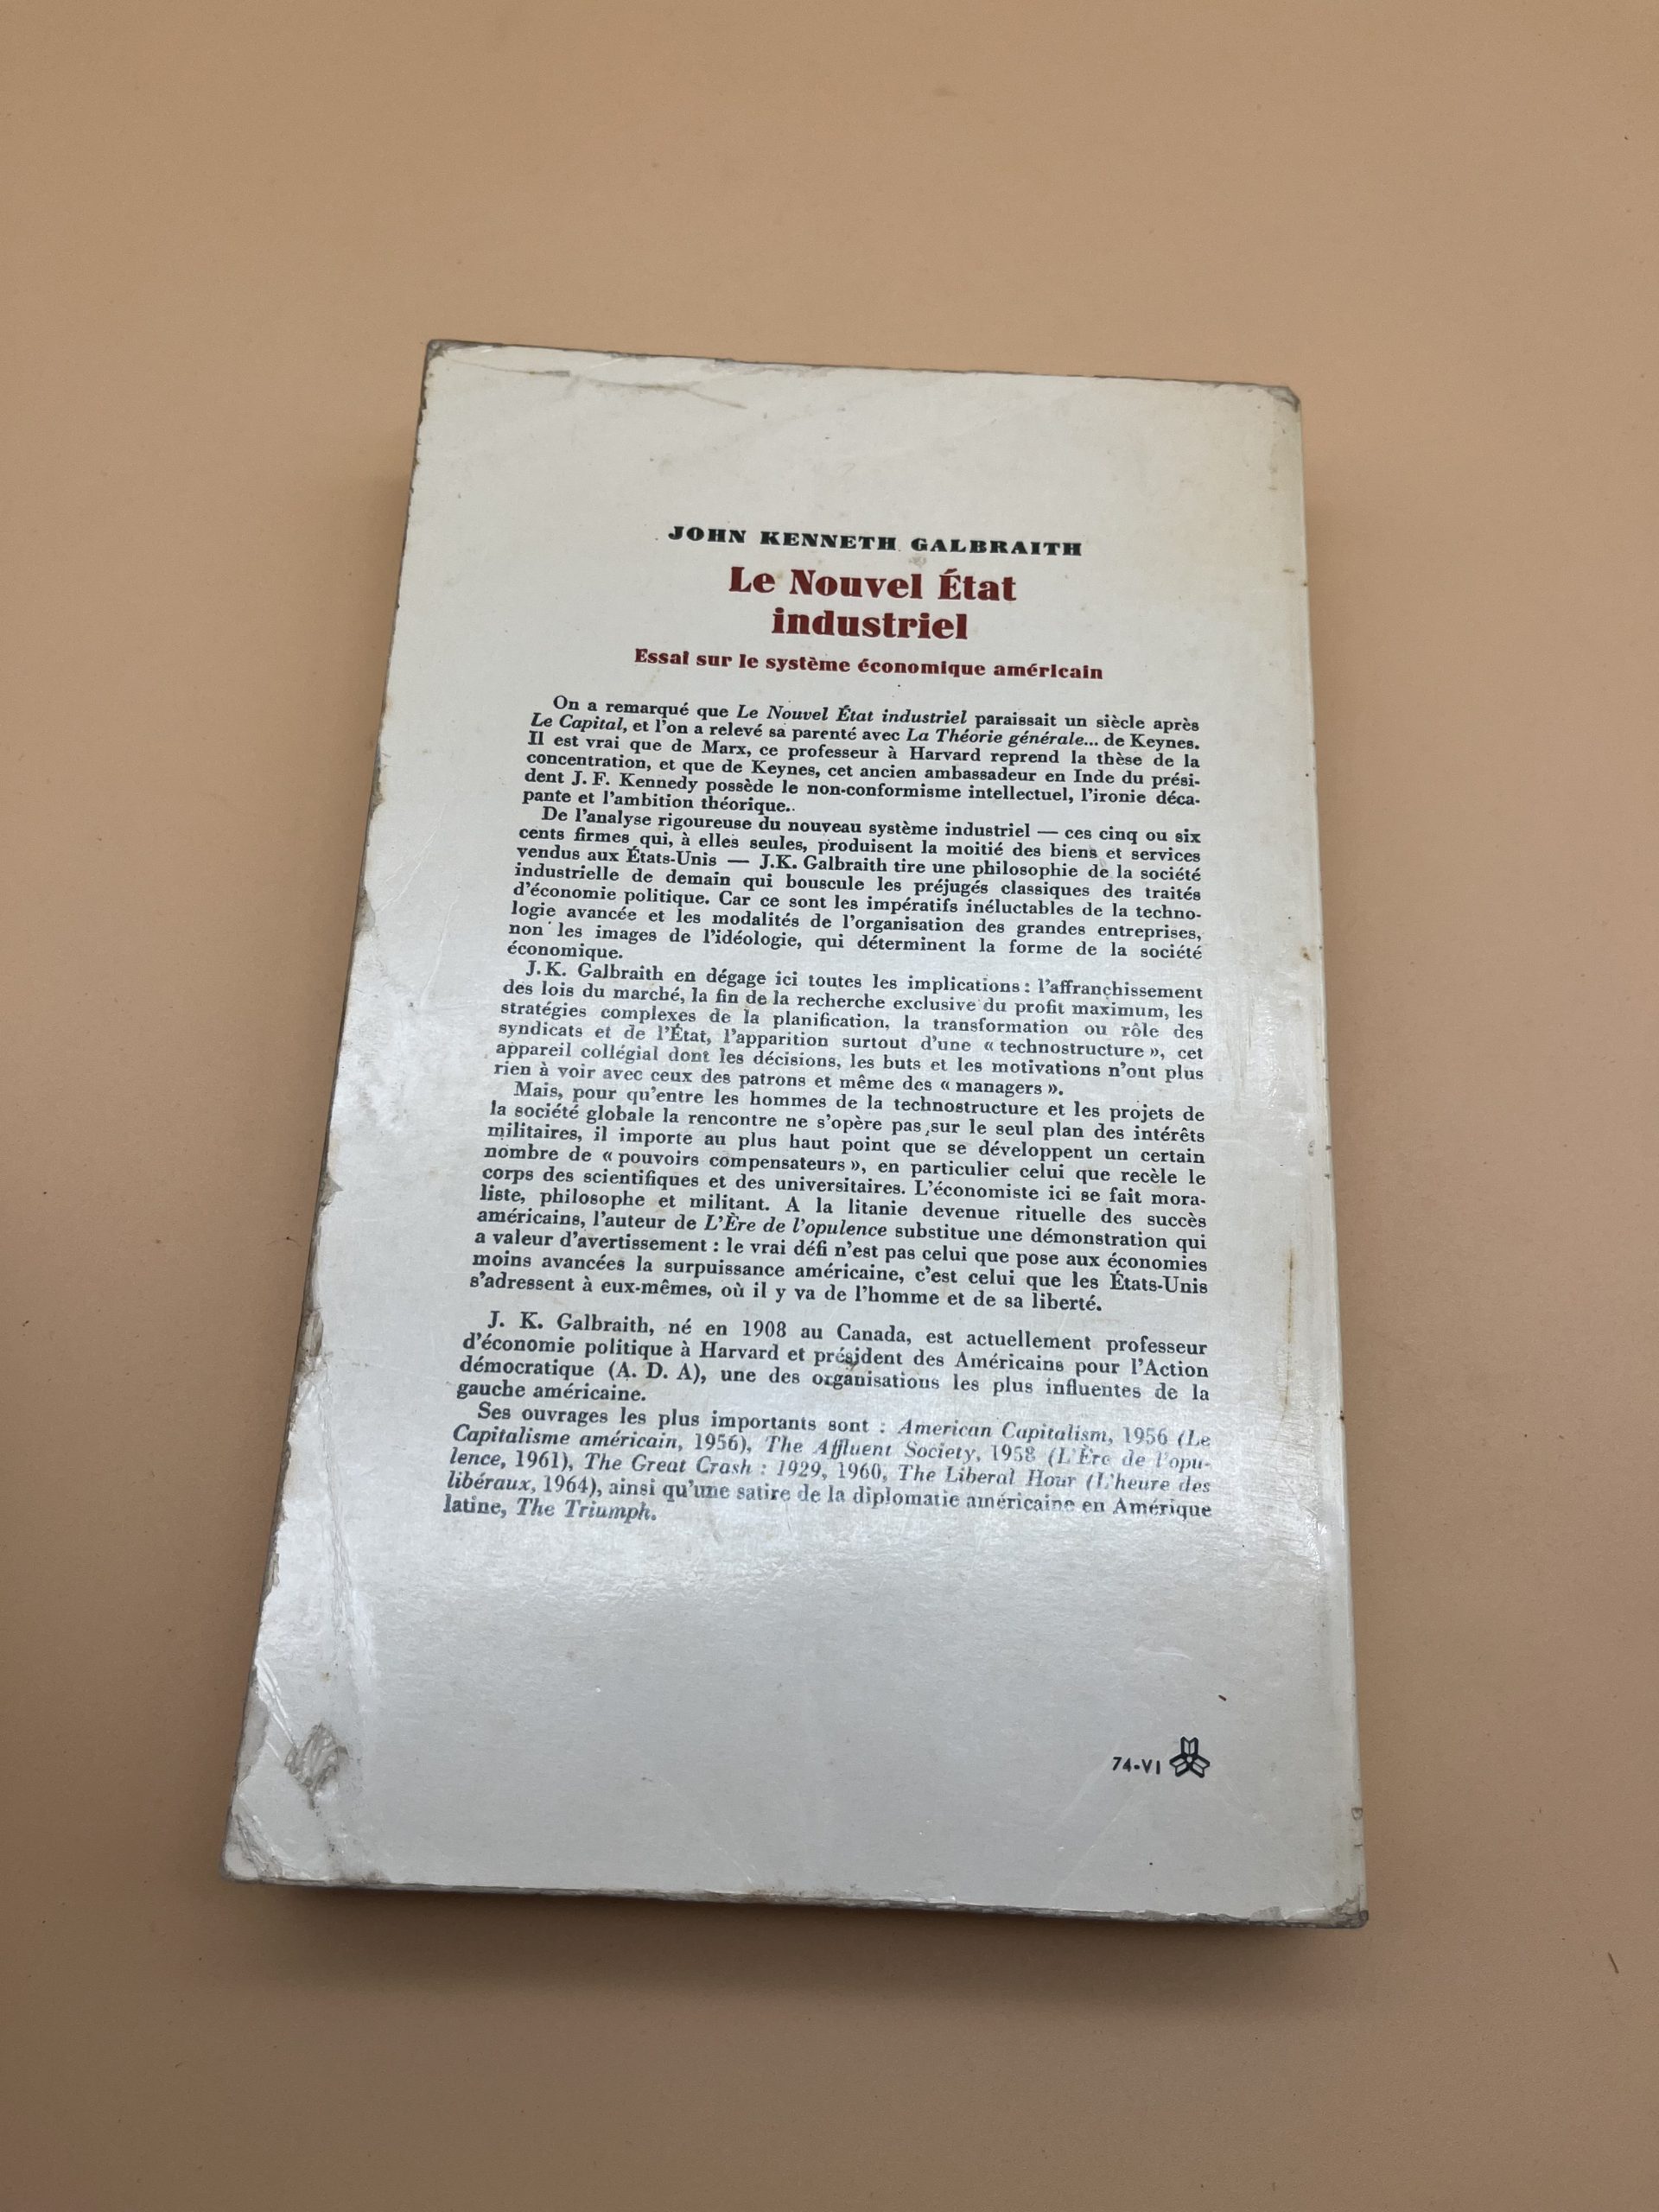 JOHN KENNETH GALBRAITH
Le Nouvel État
industriel
Essai sur le système économique américain
On a remarqué que Le Nouvel État industriel paraissait un siècle après
Le Capital, et l'on a relevé sa parenté avec La Théorie générale... de Keynes.
Il est vrai que de Marx, ce professeur à Harvard reprend la thèse de la
concentration, et que de Keynes, cet ancien ambassadeur en Inde du prési-
dent J. F. Kennedy possède le non-conformisme intellectuel, l'ironie déca-
pante et l'ambition théorique.
De l'analyse rigoureuse du nouveau système industriel — ces cinq ou six
cents firmes qui, à elles seules, produisent la moitié des biens et services
vendus aux États-Unis — J.K. Galbraith tire une philosophie de la société
industrielle de demain qui bouscule les préjugés classiques des traités
d'économie politique. Car ce sont les impératifs inéluctables de la techno-
logie avancée et les modalités de l'organisation des grandes entreprises,
non les images de l'idéologie, qui déterminent la forme de la société
économique.
J.K. Galbraith en dégage ici toutes les implications : l'affranchissement
des lois du marché, la fin de la recherche exclusive du profit maximum, les
stratégies complexes de la planification, la transformation ou rôle des
syndicats et de l'État, l'apparition surtout d'une « technostructure », cet
appareil collégial dont les décisions, les buts et les motivations n'ont plus
rien à voir avec ceux des patrons et même des « managers ».
Mais, pour qu'entre les hommes de la technostructure et les projets de
la société globale la rencontre ne s'opère pas sur le seul plan des intérêts
militaires, il importe au plus haut point que se développent un certain
nombre de « pouvoirs compensateurs », en particulier celui que recèle le
corps des scientifiques et des universitaires. L'économiste ici se fait mora-
liste, philosophe et militant. A la litanie devenue rituelle des succès
américains, l'auteur de L'Ère de l'opulence substitue une démonstration qui
a valeur d'avertissement : le vrai défi n'est pas celui que pose aux économies
moins avancées la surpuissance américaine, c'est celui que les États-Unis
s'adressent à eux-mêmes, où il y va de l'homme et de sa liberté.
J. K. Galbraith, né en 1908 au Canada, est actuellement professeur
d'économie politique à Harvard et président des Américains pour l'Action
démocratique (A. D. A), une des organisations les plus influentes de la
gauche américaine.
Ses ouvrages les plus importants sont : American Capitalism, 1956 (Le
Capitalisme américain, 1956), The Affluent Society, 1958 (L'Ère de l'opu-
lence, 1961), The Great Crash : 1929, 1960, The Liberal Hour (L'heure des
libéraux, 1964), ainsi qu'une satire de la diplomatie américaine en Amérique
latine, The Triumph.
74-VI